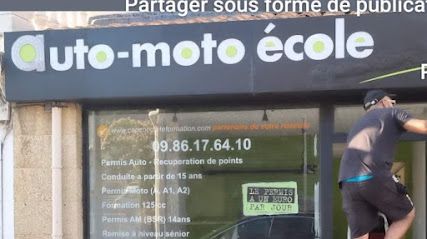 Partager sous forme de publica
auto-moto école
partenaire de votre réussite
09.86.17.64.10
Permis Auto - Recuperation de points
Conduite a partir de 15 ans
Permis Moto (A, A1, A2)
Formation 125cc
Permis AM (BSR) 14ans
Remise à niveau sénior
LE PERMIS
A UN EURO
PAR JOUR